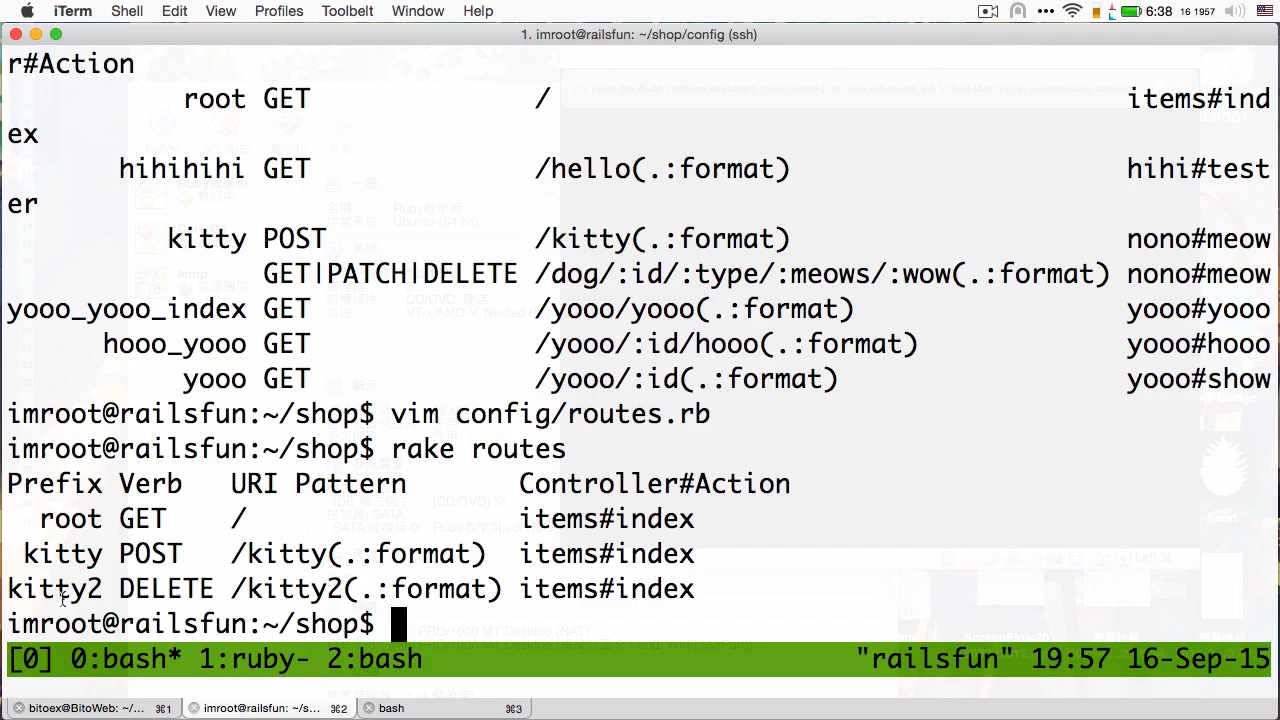 iTerm Shell Edit View Profiles Toolbelt Window Help 6:38 16 1957
1. imroot@railsfun: ~/shop/config (ssh)
r#Action
root GET / items#ind
ex
hihihihi GET /hello(.:format) hihi#test
er
kitty POST /kitty(.:format) nono#meow
GET|PATCH|DELETE /dog/:id/:type/:meows/:wow(.:format) nono#meow
yooo_yooo_index GET /yooo/yooo(.:format) yooo#yooo
hooo_yooo GET /yooo/:id/hooo(.:format) yooo#hooo
yooo GET /yooo/:id(.:format) yooo#show
imroot@railsfun:~/shop$ vim config/routes.rb
imroot@railsfun:~/shop$ rake routes
Prefix Verb URI Pattern Controller#Action
root GET / items#index
kitty POST /kitty(.:format) items#index
kitty2 DELETE /kitty2(.:format) items#index
imroot@railsfun:~/shop$
[0] 0:bash* 1:ruby- 2:bash "railsfun" 19:57 16-Sep-15
bitoex@BitoWeb: ~/... ⌘1 imroot@railsfun: ~/s... ⌘2 bash ⌘3